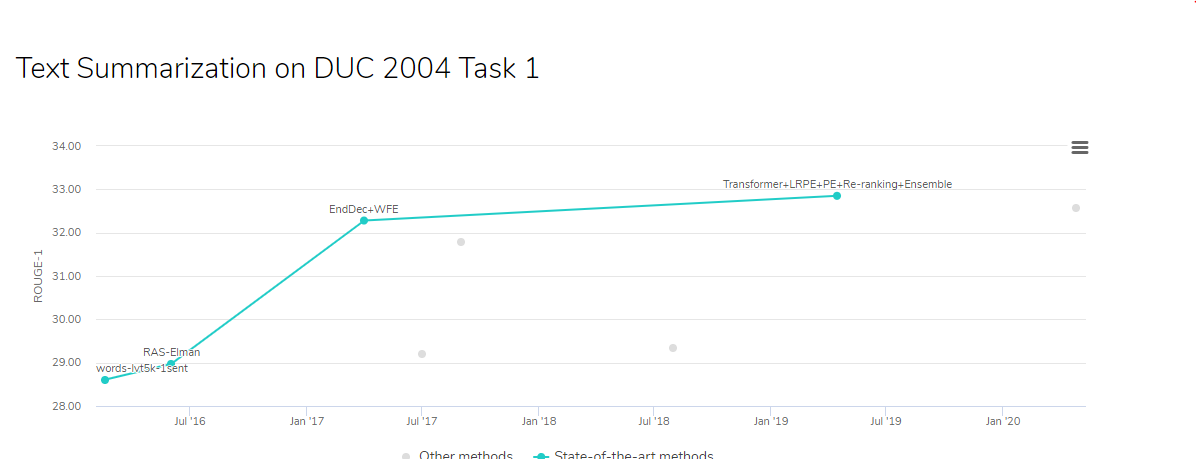 Text Summarization on DUC 2004 Task 1
34.00
33.00
32.00
31.00
30.00
29.00
28.00
ROUGE-1
Transformer+LRPE+PE+Re-ranking+Ensemble
EndDec+WFE
RAS-Elman
words-lvt5k-1sent
Jul '16
Jan '17
Jul '17
Jan '18
Jul '18
Jan '19
Jul '19
Jan '20
Other methods
State-of-the-art methods